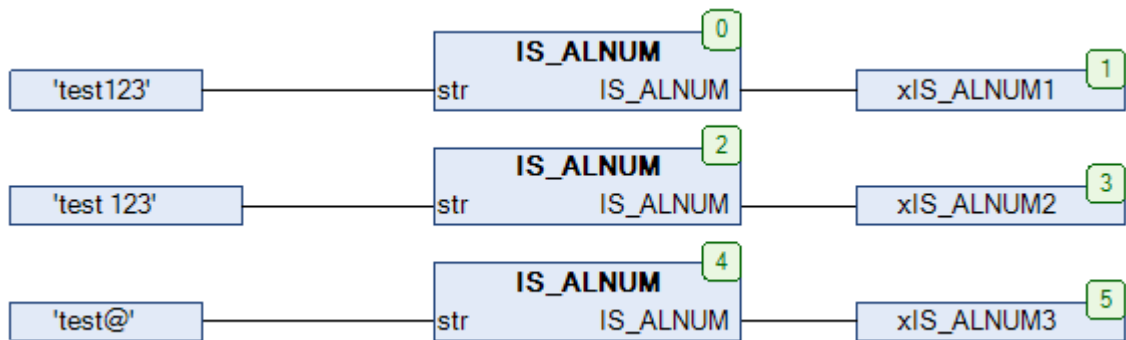 0
IS_ALNUM
1
'test123' str IS_ALNUM xIS_ALNUM1
2
IS_ALNUM
3
'test 123' str IS_ALNUM xIS_ALNUM2
4
IS_ALNUM
5
'test@' str IS_ALNUM xIS_ALNUM3